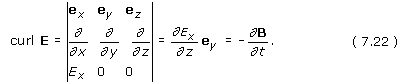 curl E = | e_x e_y e_z ; ∂/∂x ∂/∂y ∂/∂z ; E_x 0 0 | = ∂E_x/∂z e_y = -∂B/∂t. ( 7.22 )